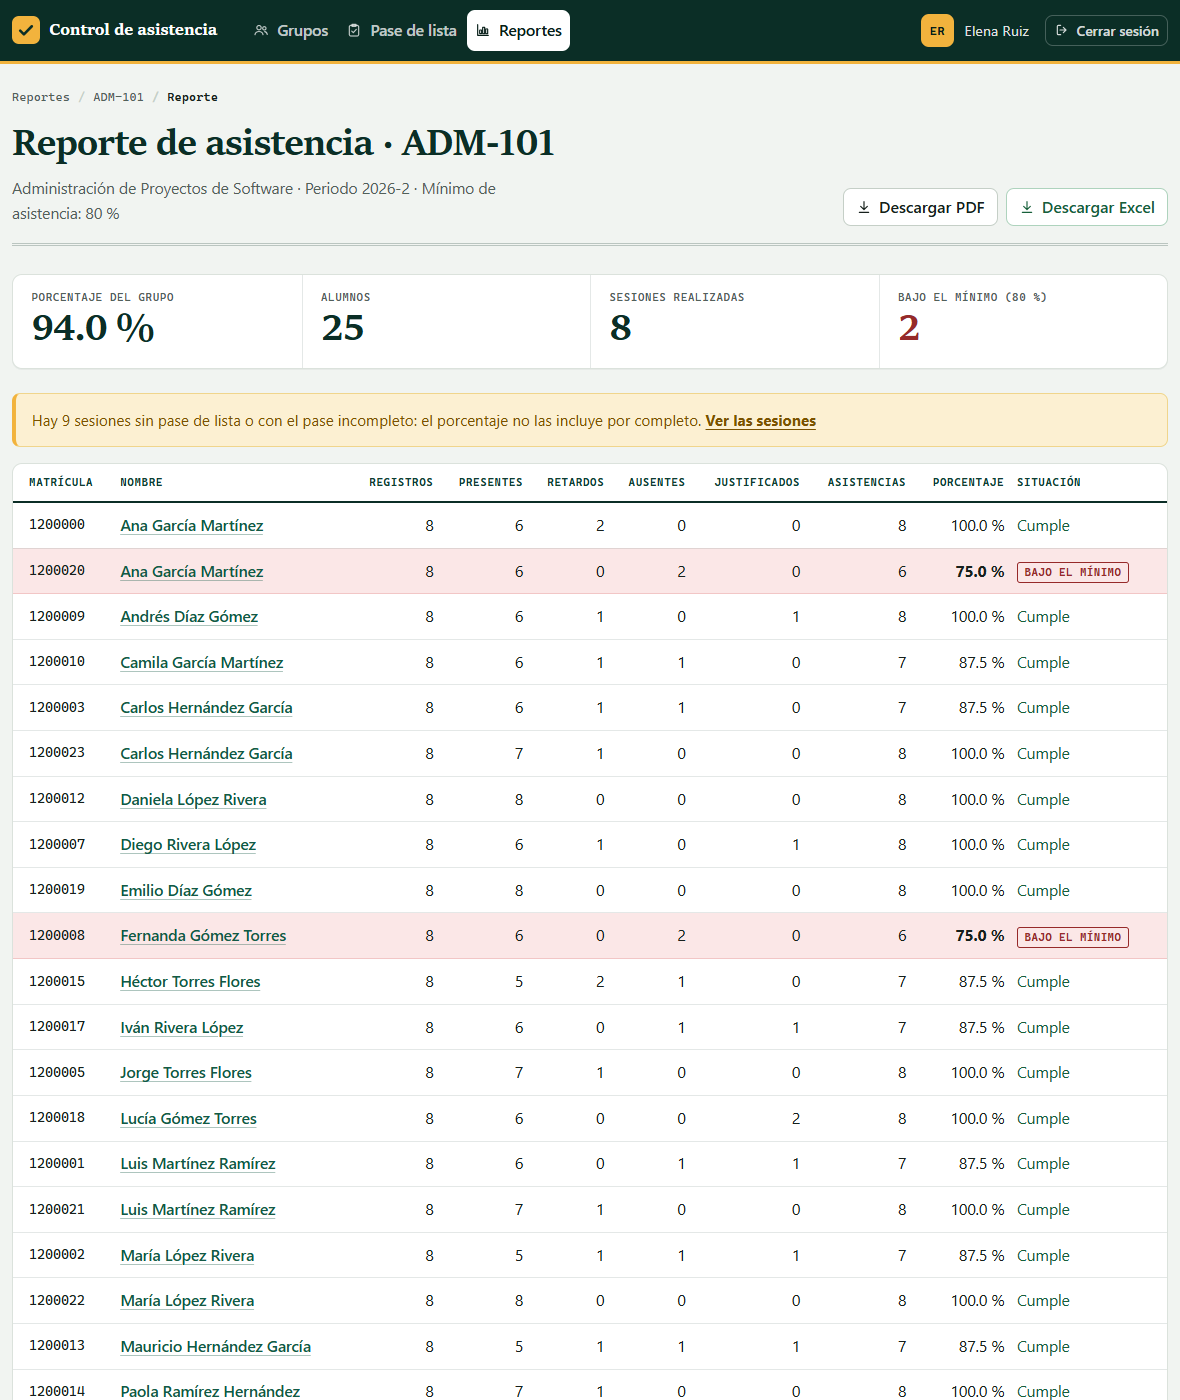 Control de asistencia Grupos Pase de lista Reportes ER Elena Ruiz Cerrar sesión
Reportes / ADM-101 / Reporte
Reporte de asistencia · ADM-101
Administración de Proyectos de Software · Periodo 2026-2 · Mínimo de
asistencia: 80 %
Descargar PDF Descargar Excel
PORCENTAJE DEL GRUPO
94.0 %
ALUMNOS
25
SESIONES REALIZADAS
8
BAJO EL MÍNIMO (80 %)
2
Hay 9 sesiones sin pase de lista o con el pase incompleto: el porcentaje no las incluye por completo. Ver las sesiones
MATRÍCULA NOMBRE REGISTROS PRESENTES RETARDOS AUSENTES JUSTIFICADOS ASISTENCIAS PORCENTAJE SITUACIÓN
1200000 Ana García Martínez 8 6 2 0 0 8 100.0 % Cumple
1200020 Ana García Martínez 8 6 0 2 0 6 75.0 % BAJO EL MÍNIMO
1200009 Andrés Díaz Gómez 8 6 1 0 1 8 100.0 % Cumple
1200010 Camila García Martínez 8 6 1 1 0 7 87.5 % Cumple
1200003 Carlos Hernández García 8 6 1 1 0 7 87.5 % Cumple
1200023 Carlos Hernández García 8 7 1 0 0 8 100.0 % Cumple
1200012 Daniela López Rivera 8 8 0 0 0 8 100.0 % Cumple
1200007 Diego Rivera López 8 6 1 0 1 8 100.0 % Cumple
1200019 Emilio Díaz Gómez 8 8 0 0 0 8 100.0 % Cumple
1200008 Fernanda Gómez Torres 8 6 0 2 0 6 75.0 % BAJO EL MÍNIMO
1200015 Héctor Torres Flores 8 5 2 1 0 7 87.5 % Cumple
1200017 Iván Rivera López 8 6 0 1 1 7 87.5 % Cumple
1200005 Jorge Torres Flores 8 7 1 0 0 8 100.0 % Cumple
1200018 Lucía Gómez Torres 8 6 0 0 2 8 100.0 % Cumple
1200001 Luis Martínez Ramírez 8 6 0 1 1 7 87.5 % Cumple
1200021 Luis Martínez Ramírez 8 7 1 0 0 8 100.0 % Cumple
1200002 María López Rivera 8 5 1 1 1 7 87.5 % Cumple
1200022 María López Rivera 8 8 0 0 0 8 100.0 % Cumple
1200013 Mauricio Hernández García 8 5 1 1 1 7 87.5 % Cumple
1200014 Paola Ramírez Hernández 8 7 1 0 0 8 100.0 % Cumple